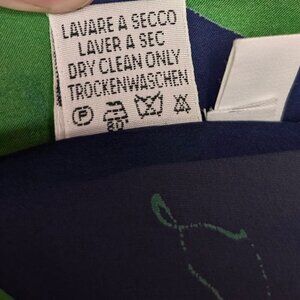 LAVARE A SECCO
LAVER A SEC
DRY CLEAN ONLY
TROCKENWASCHEN
P